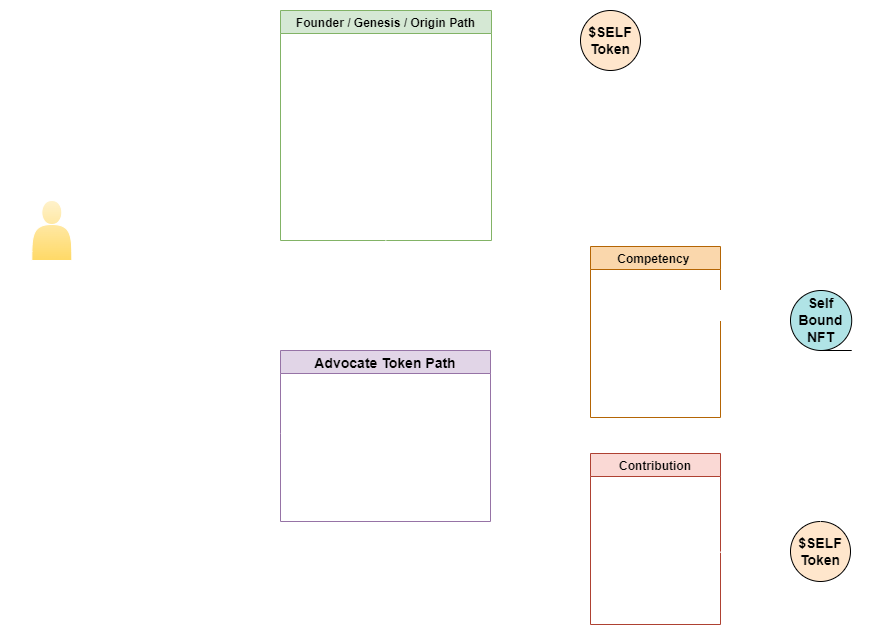 Founder / Genesis / Origin Path
$SELF
Token
Competency
Self
Bound
NFT
Advocate Token Path
Contribution
$SELF
Token